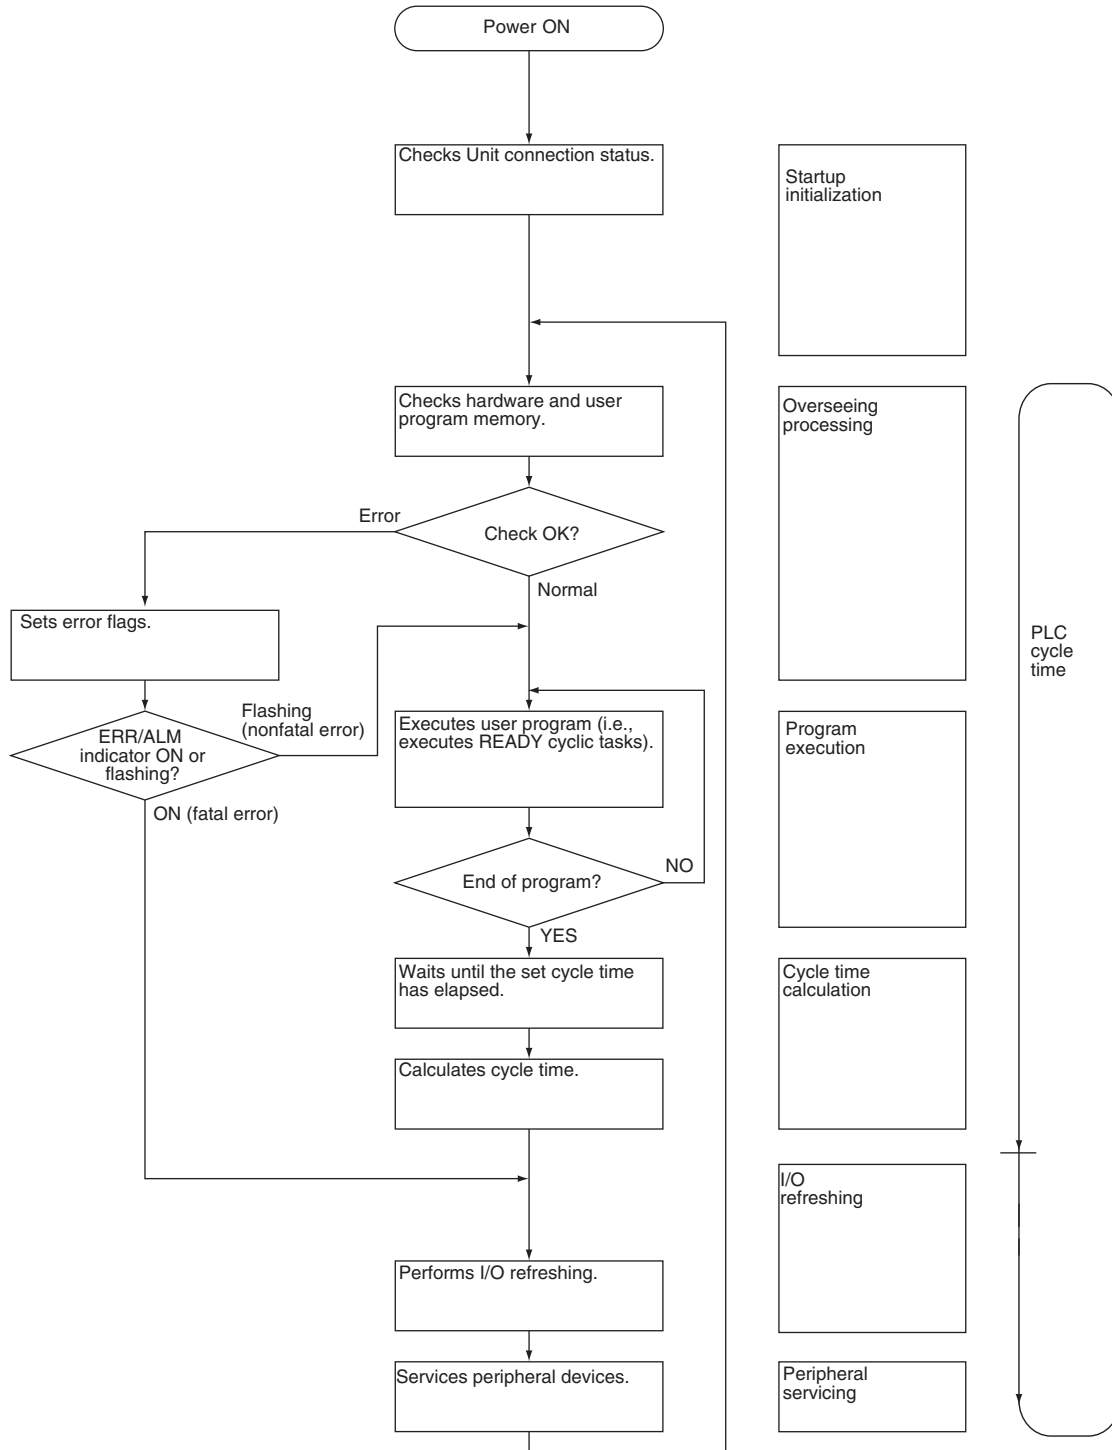 Power ON
Checks Unit connection status.
Startup
initialization
Checks hardware and user
program memory.
Overseeing
processing
Error
Check OK?
Normal
Sets error flags.
PLC
cycle
time
Flashing
(nonfatal error)
ERR/ALM
indicator ON or
flashing?
ON (fatal error)
Executes user program (i.e.,
executes READY cyclic tasks).
Program
execution
End of program?
NO
YES
Waits until the set cycle time
has elapsed.
Cycle time
calculation
Calculates cycle time.
I/O
refreshing
Performs I/O refreshing.
Services peripheral devices.
Peripheral
servicing